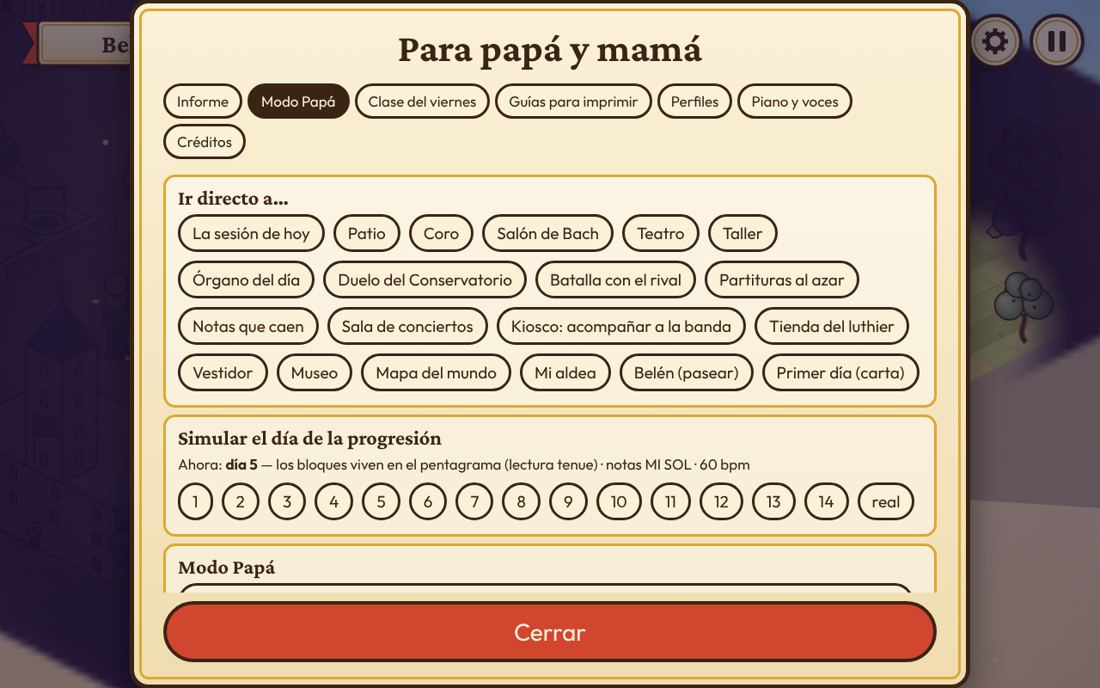 Be
Para papá y mamá
Informe
Modo Papá
Clase del viernes
Guías para imprimir
Perfiles
Piano y voces
Créditos
Ir directo a...
La sesión de hoy
Patio
Coro
Salón de Bach
Teatro
Taller
Órgano del día
Duelo del Conservatorio
Batalla con el rival
Partituras al azar
Notas que caen
Sala de conciertos
Kiosco: acompañar a la banda
Tienda del luthier
Vestidor
Museo
Mapa del mundo
Mi aldea
Belén (pasear)
Primer día (carta)
Simular el día de la progresión
Ahora: día 5 — los bloques viven en el pentagrama (lectura tenue) · notas MI SOL · 60 bpm
1 2 3 4 5 6 7 8 9 10 11 12 13 14 real
Modo Papá
Cerrar